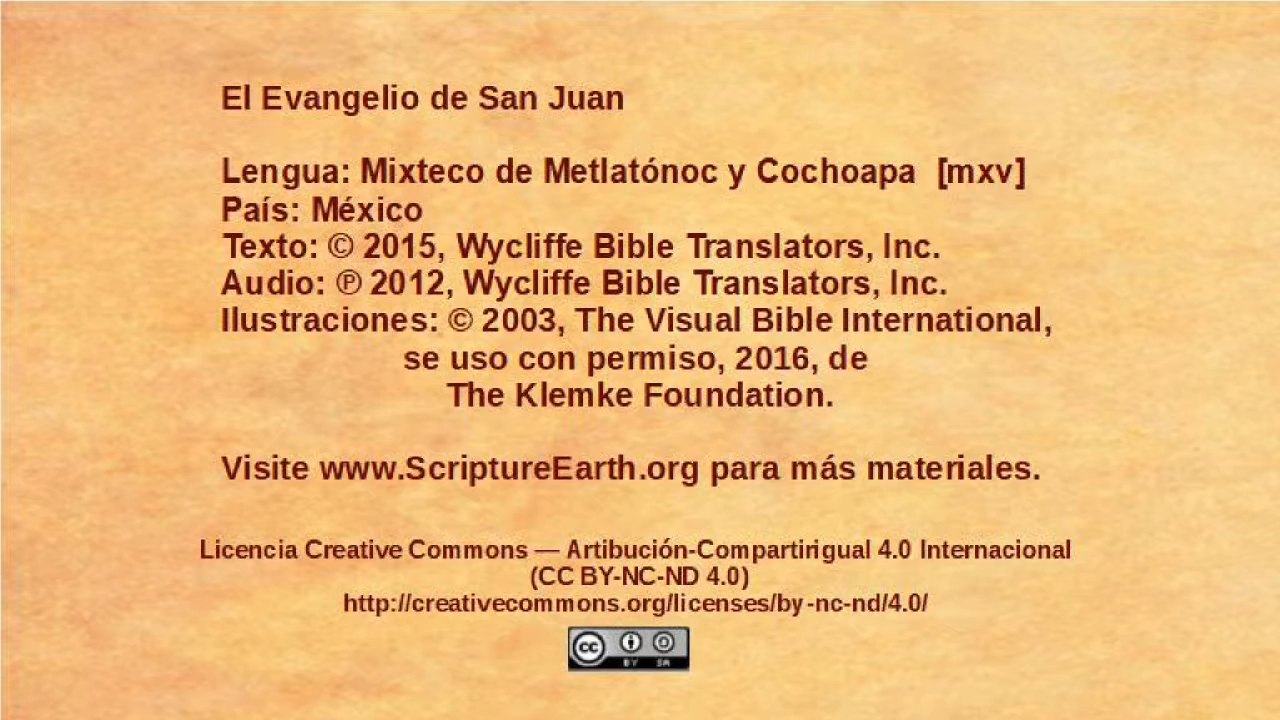 El Evangelio de San Juan
Lengua: Mixteco de Metlatónoc y Cochoapa [mxv]
País: México
Texto: © 2015, Wycliffe Bible Translators, Inc.
Audio: ℗ 2012, Wycliffe Bible Translators, Inc.
Ilustraciones: © 2003, The Visual Bible International,
se uso con permiso, 2016, de
The Klemke Foundation.
Visite www.ScriptureEarth.org para más materiales.
Licencia Creative Commons — Artibución-Compartirigual 4.0 Internacional
(CC BY-NC-ND 4.0)
http://creativecommons.org/licenses/by-nc-nd/4.0/
cc
BY SA